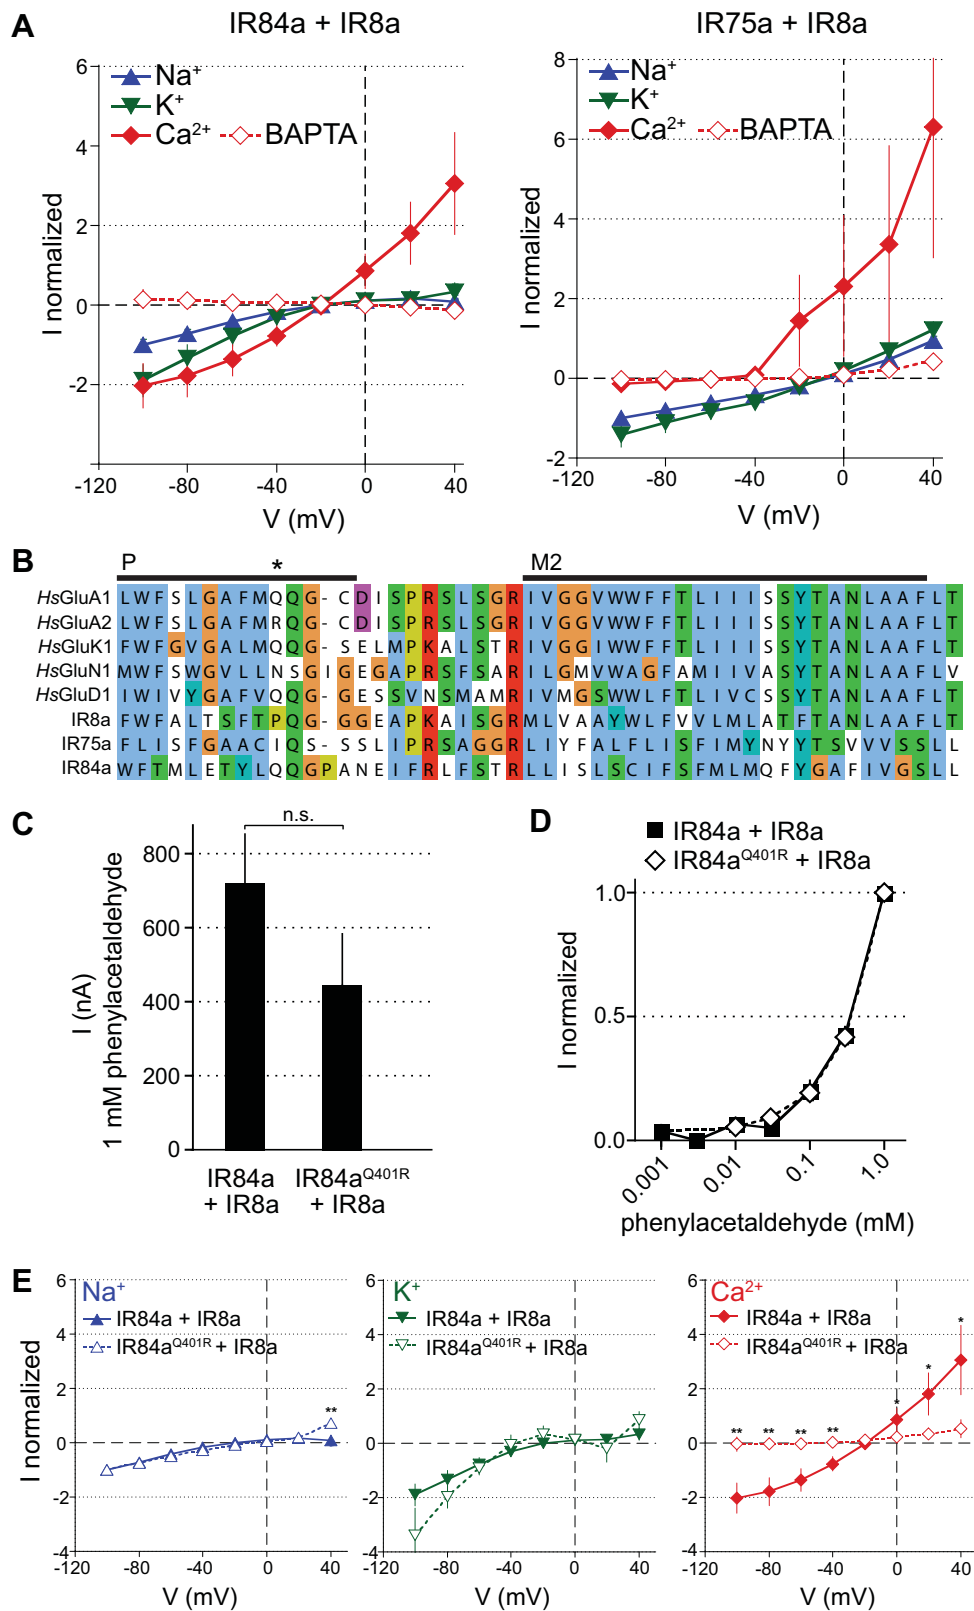 A
IR84a + IR8a
IR75a + IR8a
Na+
K+
Ca2+ BAPTA
6
4
2
0
-2
I normalized
-120 -80 -40 0 40
V (mV)
Na+
K+
Ca2+ BAPTA
8
6
4
2
0
-2
I normalized
-120 -80 -40 0 40
V (mV)
B
P * M2
HsGluA1 LWFSLGAFMQQG-CDISPRSLSGRIVGGVWWFFTLIIISSYTANLAAFLT
HsGluA2 LWFSLGAFMRQG-CDISPRSLSGRIVGGVWWFFTLIIISSYTANLAAFLT
HsGluK1 FWFGVGALMQQG-SELMPKALSTRIVGGIWWFFTLIIISSYTANLAAFLT
HsGluN1 MWFSWGVLLNSGIGEGAPRSFSARILGMVWAGFAMIIVASYTANLAAFLV
HsGluD1 IWIVYGAFVQQG-GESSVNSMAMRIVMGSWWLFTLIVCSSYTANLAAFLT
IR8a FWFALTSFTPQG-GGEAPKAISGRMLVAAYWLFVVLMLATFTANLAAFLT
IR75a FLISFGAACIQS-SSLIPRSAGGRLIYFALFLISFIMYNYYTSVVVSSLL
IR84a WFTMLETYLQQGPANEIFRLFSTRLLISLSCIFSFMLMQFYGAFIVGSLL
C
n.s.
800
600
400
200
0
I (nA)
1 mM phenylacetaldehyde
IR84a + IR8a
IR84aQ401R + IR8a
D
IR84a + IR8a
IR84aQ401R + IR8a
1.0
0.5
0.0
I normalized
0.001 0.01 0.1 1.0
phenylacetaldehyde (mM)
E
Na+
IR84a + IR8a
IR84aQ401R + IR8a
**
6
4
2
0
-2
-4
I normalized
-120 -80 -40 0 40
V (mV)
K+
IR84a + IR8a
IR84aQ401R + IR8a
6
4
2
0
-2
-4
-120 -80 -40 0 40
V (mV)
Ca2+
IR84a + IR8a
IR84aQ401R + IR8a
** ** ** ** * * *
6
4
2
0
-2
-4
-120 -80 -40 0 40
V (mV)